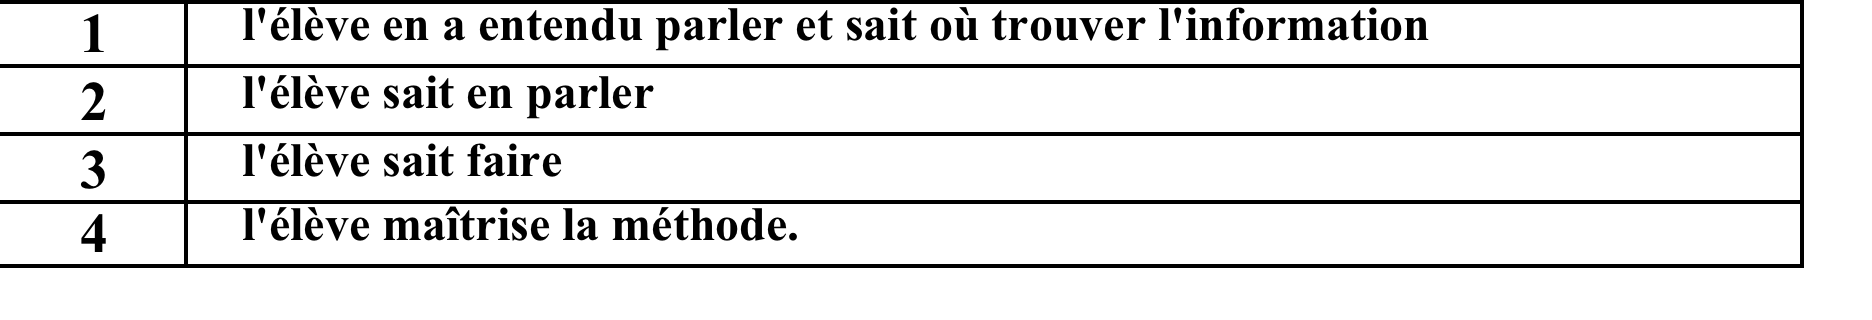 1 l'élève en a entendu parler et sait où trouver l'information
2 l'élève sait en parler
3 l'élève sait faire
4 l'élève maîtrise la méthode.